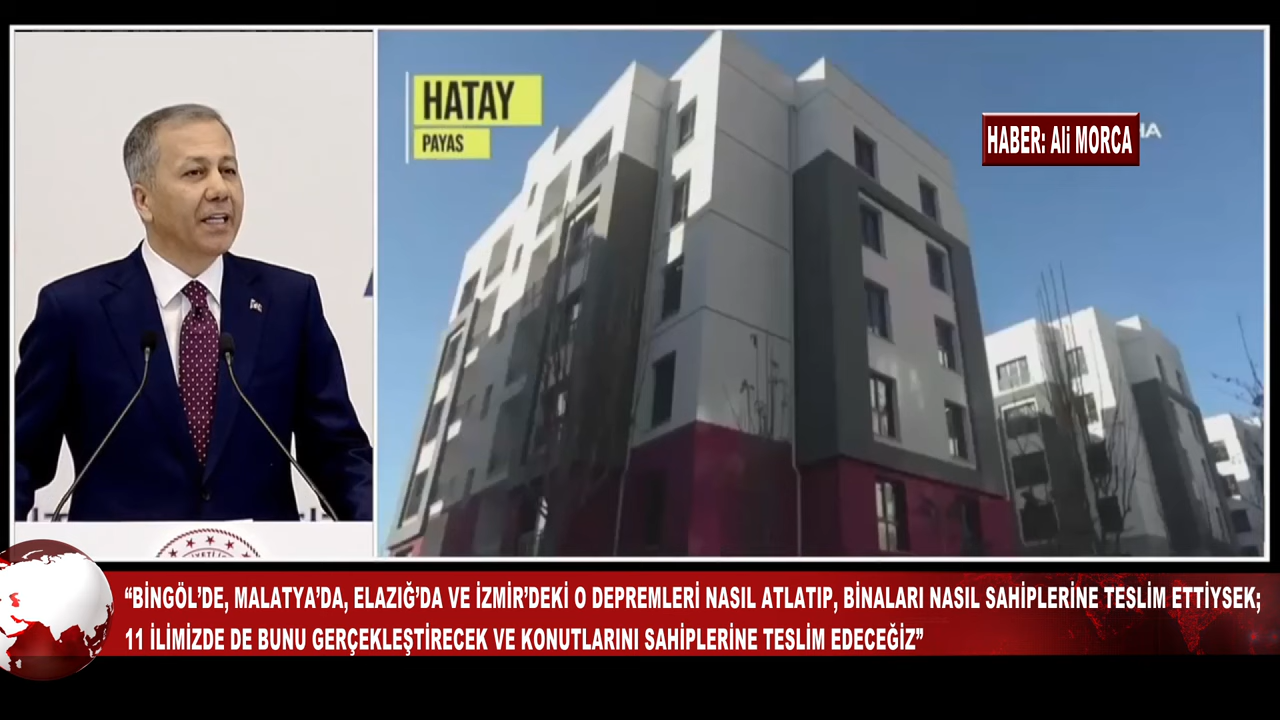 HATAY
PAYAS
HABER: Ali MORCA
HA
“BİNGÖL’DE, MALATYA’DA, ELAZIĞ’DA VE İZMİR’DEKİ O DEPREMLERİ NASIL ATLATIP, BİNALARI NASIL SAHİPLERİNE TESLİM ETTİYSEK;
11 İLİMİZDE DE BUNU GERÇEKLEŞTİRECEK VE KONUTLARINI SAHİPLERİNE TESLİM EDECEĞİZ”